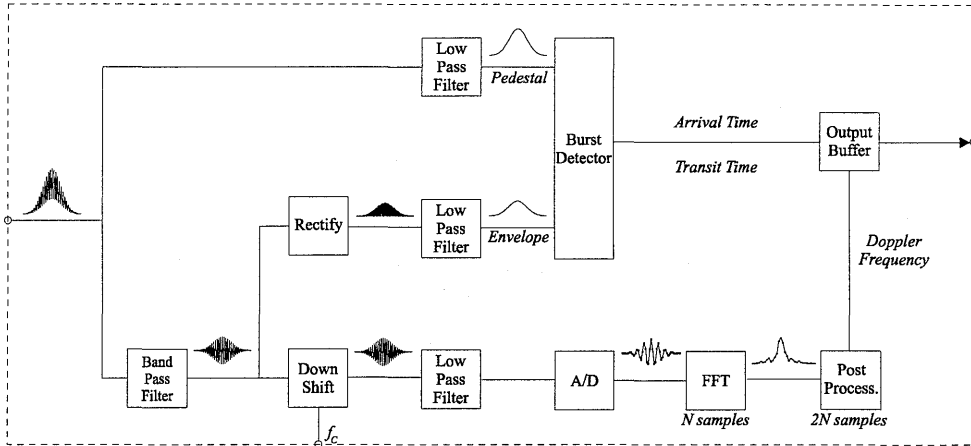 Low
Pass
Filter
Pedestal
Burst
Detector
Arrival Time
Transit Time
Output
Buffer
Rectify
Low
Pass
Filter
Envelope
Doppler
Frequency
Band
Pass
Filter
Down
Shift
f_c
Low
Pass
Filter
A/D
FFT
N samples
Post
Process.
2N samples